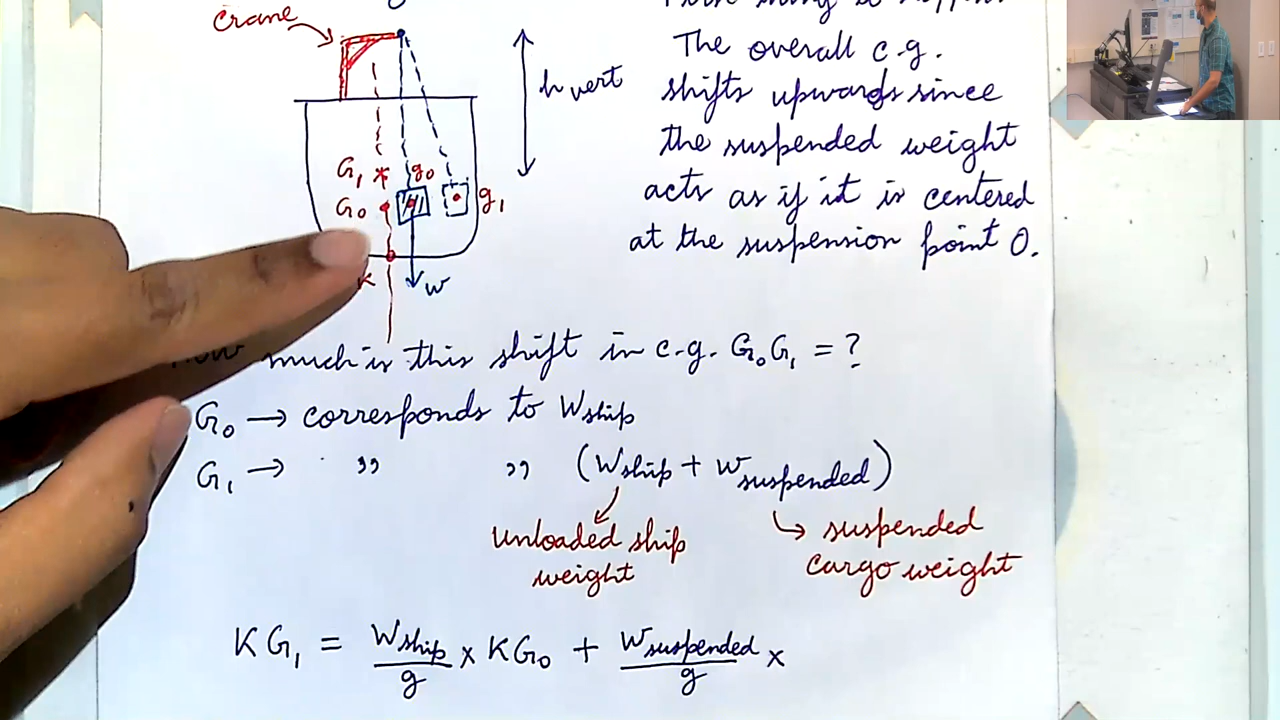 crane
h vert
G₁ g₀
G₀ g₁
K w
The overall c.g.
shifts upwards since
the suspended weight
acts as if it is centered
at the suspension point O.
much is this shift in c.g. G₀G₁ = ?
G₀ → corresponds to Wship
G₁ → " " (Wship + wsuspended)
unloaded ship
weight
suspended
cargo weight
KG₁ = Wship/g × KG₀ + wsuspended/g ×